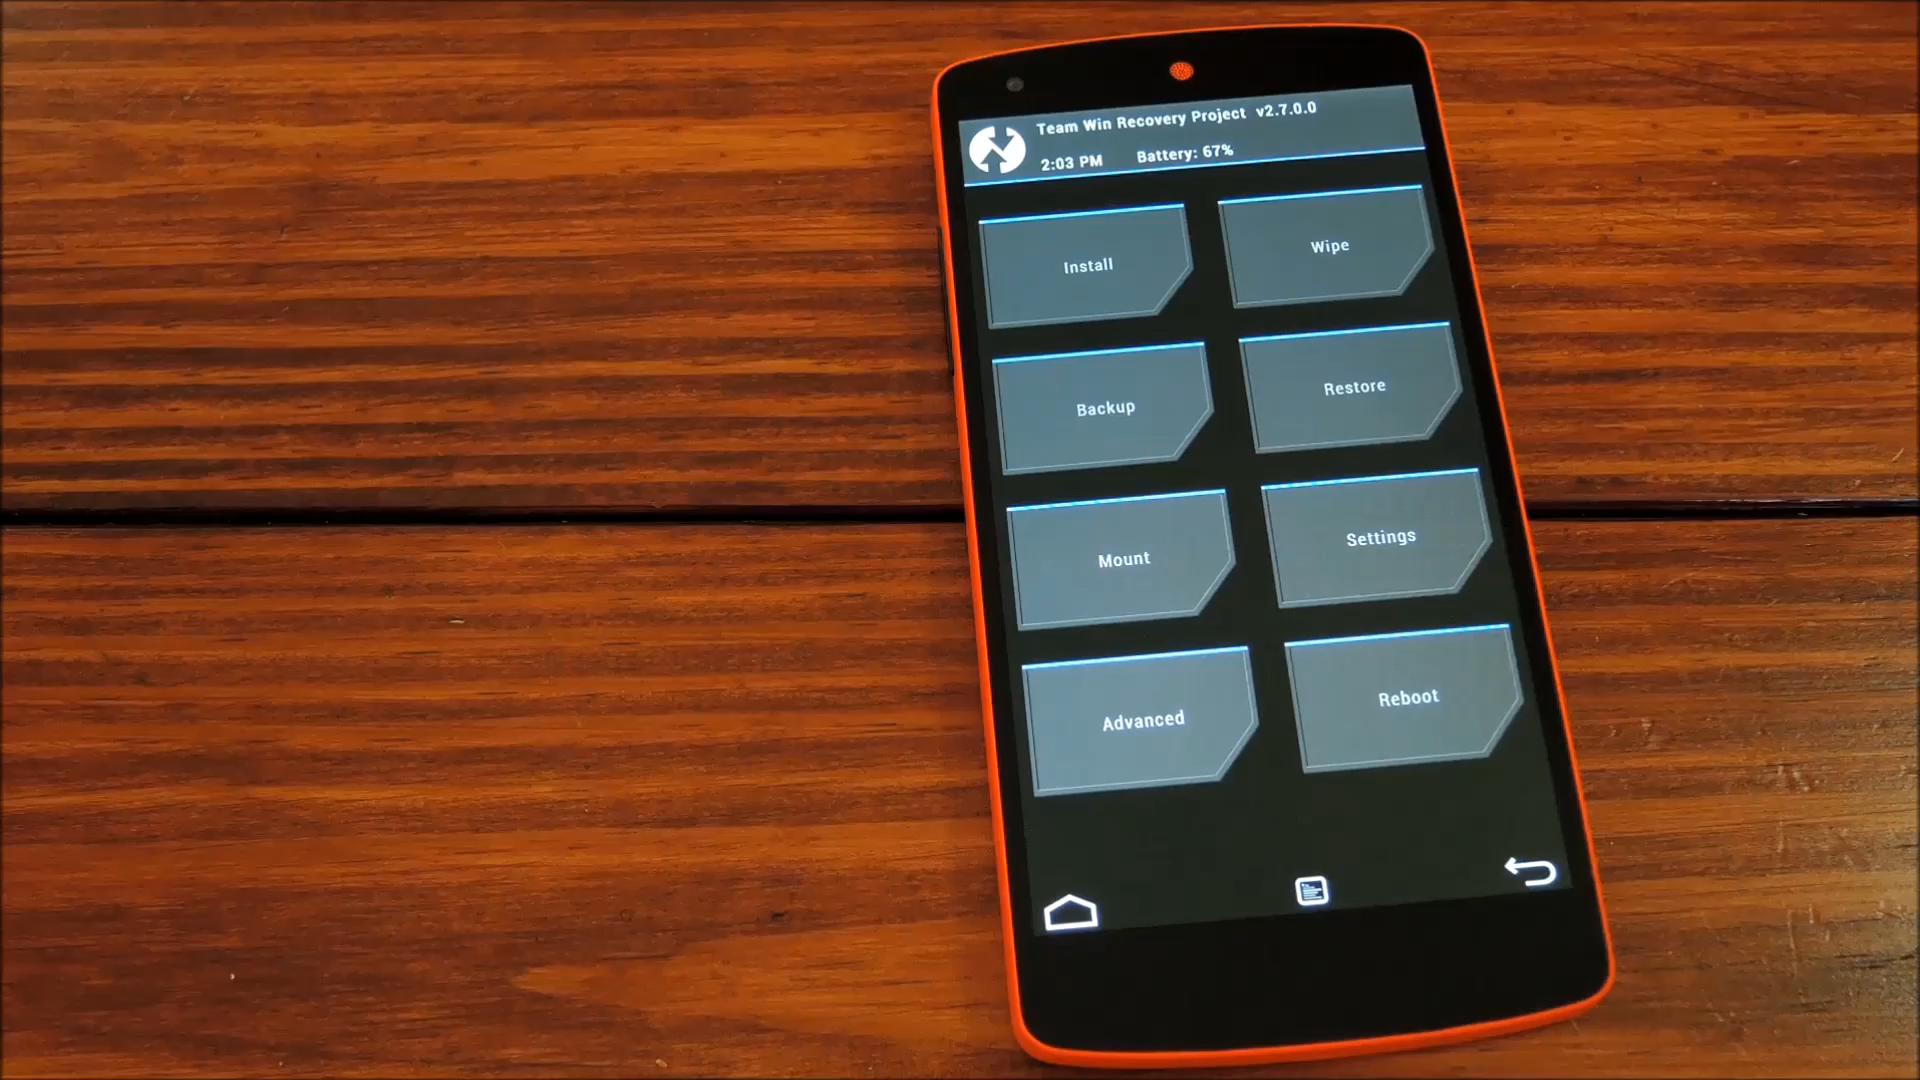 Team Win Recovery Project v2.7.0.0
2:03 PM Battery: 67%
Install
Wipe
Backup
Restore
Mount
Settings
Advanced
Reboot